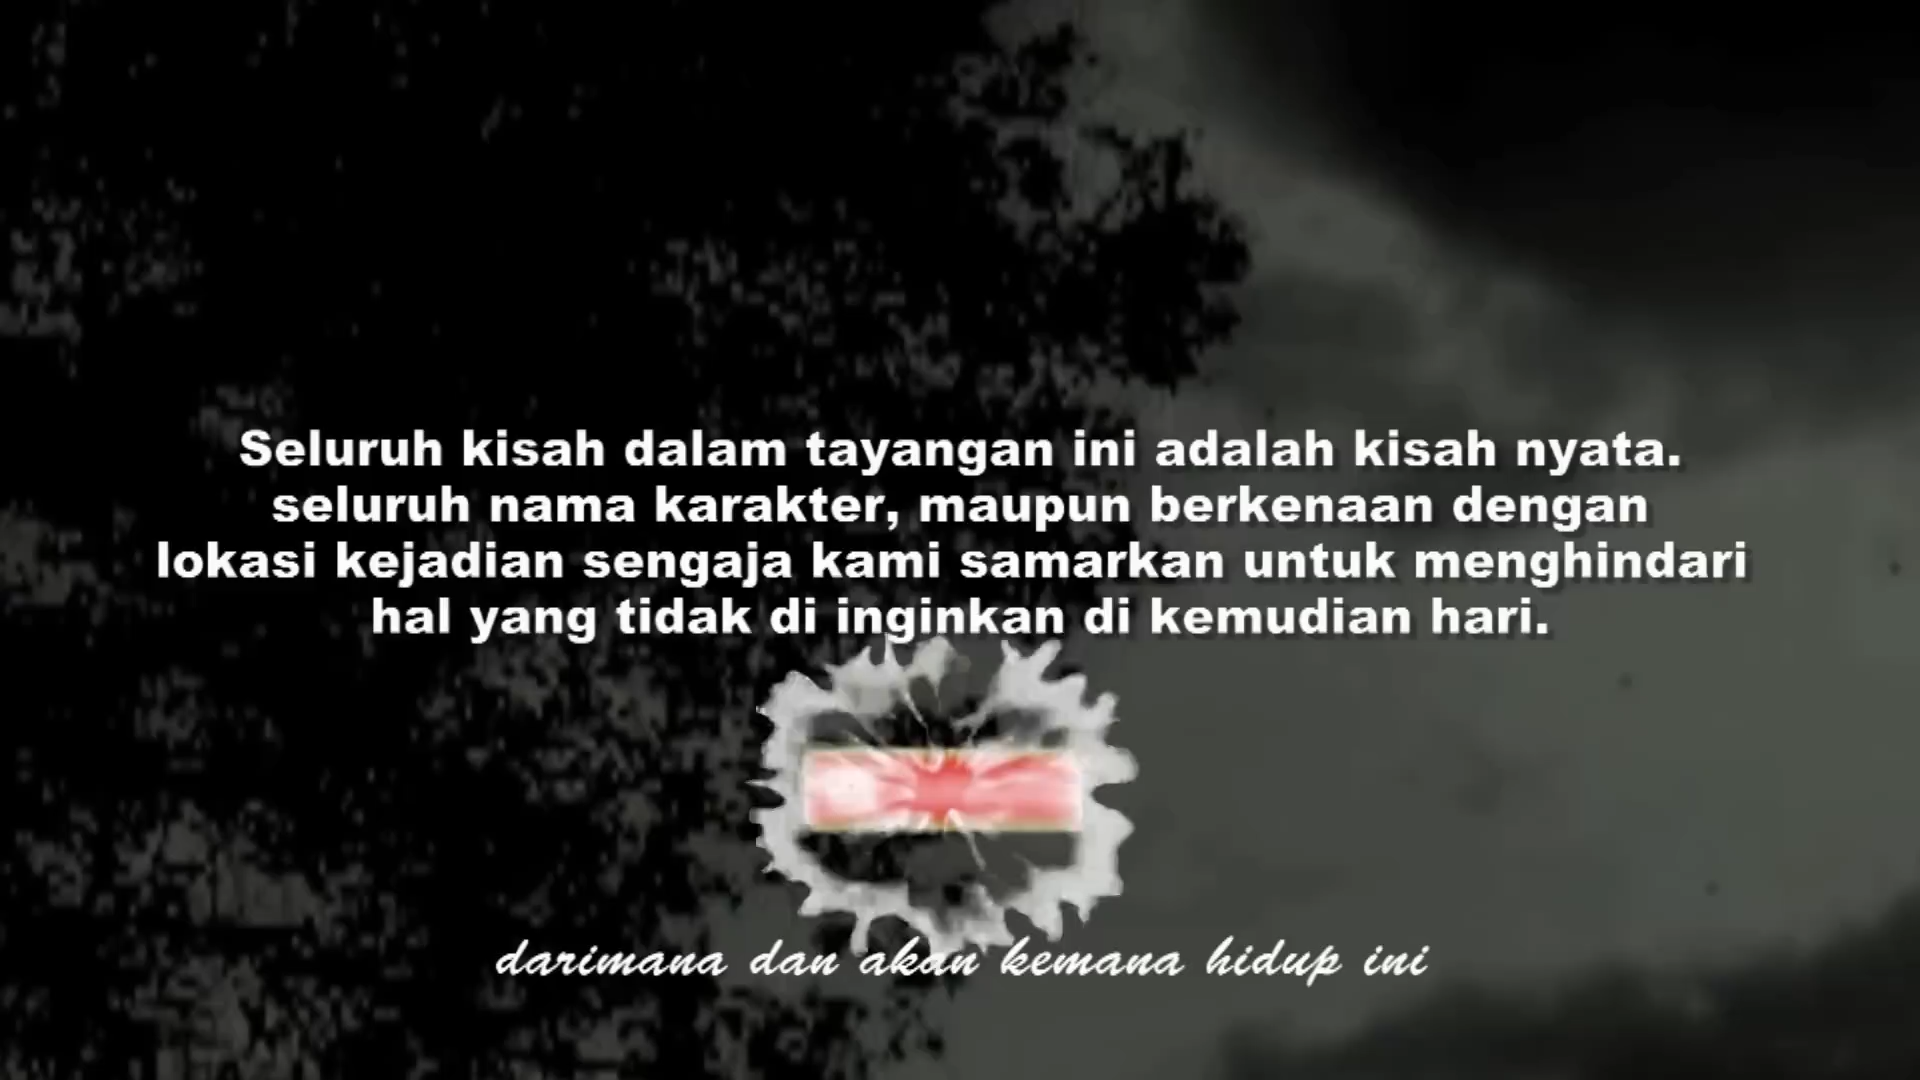 Seluruh kisah dalam tayangan ini adalah kisah nyata.
seluruh nama karakter, maupun berkenaan dengan
lokasi kejadian sengaja kami samarkan untuk menghindari
hal yang tidak di inginkan di kemudian hari.
darimana dan akan kemana hidup ini